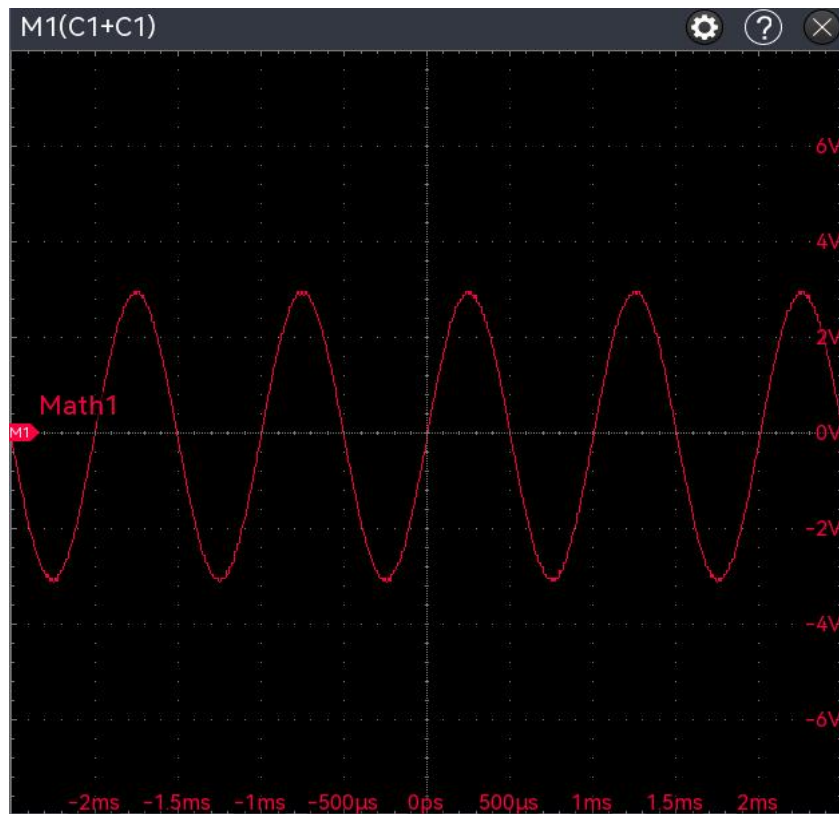 M1(C1+C1)
?
6V
4V
2V
Math1
M1
0V
-2V
-4V
-6V
-2ms -1.5ms -1ms -500μs 0ps 500μs 1ms 1.5ms 2ms